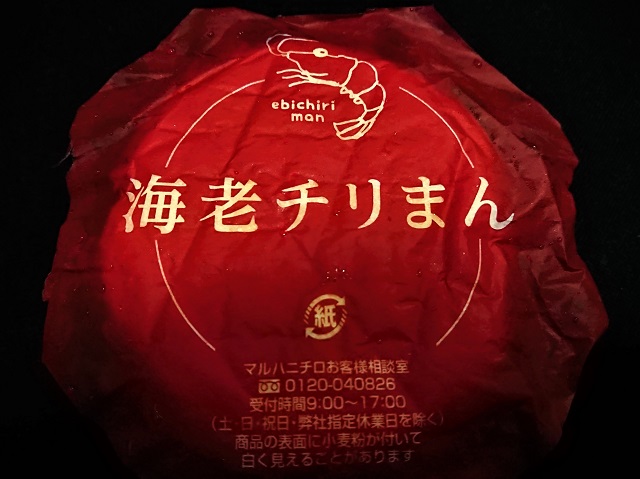 ebichiri
man
海老チリまん
紙
マルハニチロお客様相談室
0120-040826
受付時間9:00～17:00
(土・日・祝日・弊社指定休業日を除く)
商品の表面に小麦粉が付いて
白く見えることがあります